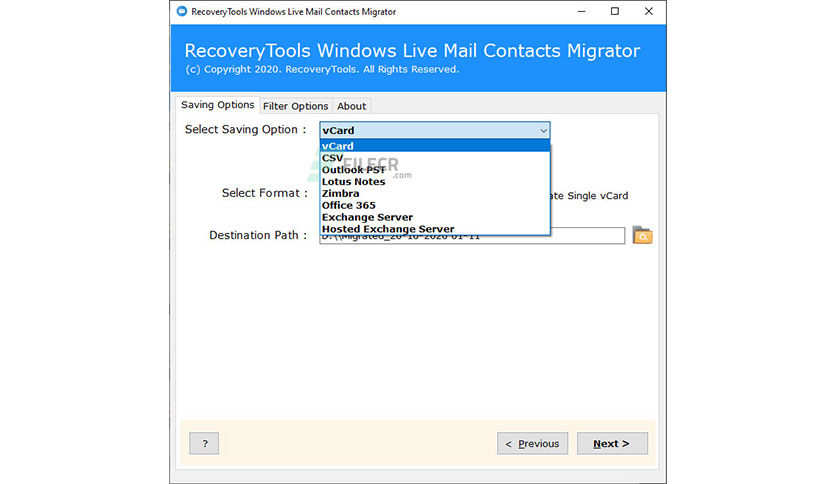 RecoveryTools Windows Live Mail Contacts Migrator
RecoveryTools Windows Live Mail Contacts Migrator
(c) Copyright 2020. RecoveryTools. All Rights Reserved.
Saving Options Filter Options About
Select Saving Option : vCard
vCard
CSV
FILECR
.com
Outlook PST
Lotus Notes
Select Format : Zimbra
ate Single vCard
Office 365
Exchange Server
Hosted Exchange Server
Destination Path : D:\\Migrated_20-10-2020 01-11
? < Previous Next >